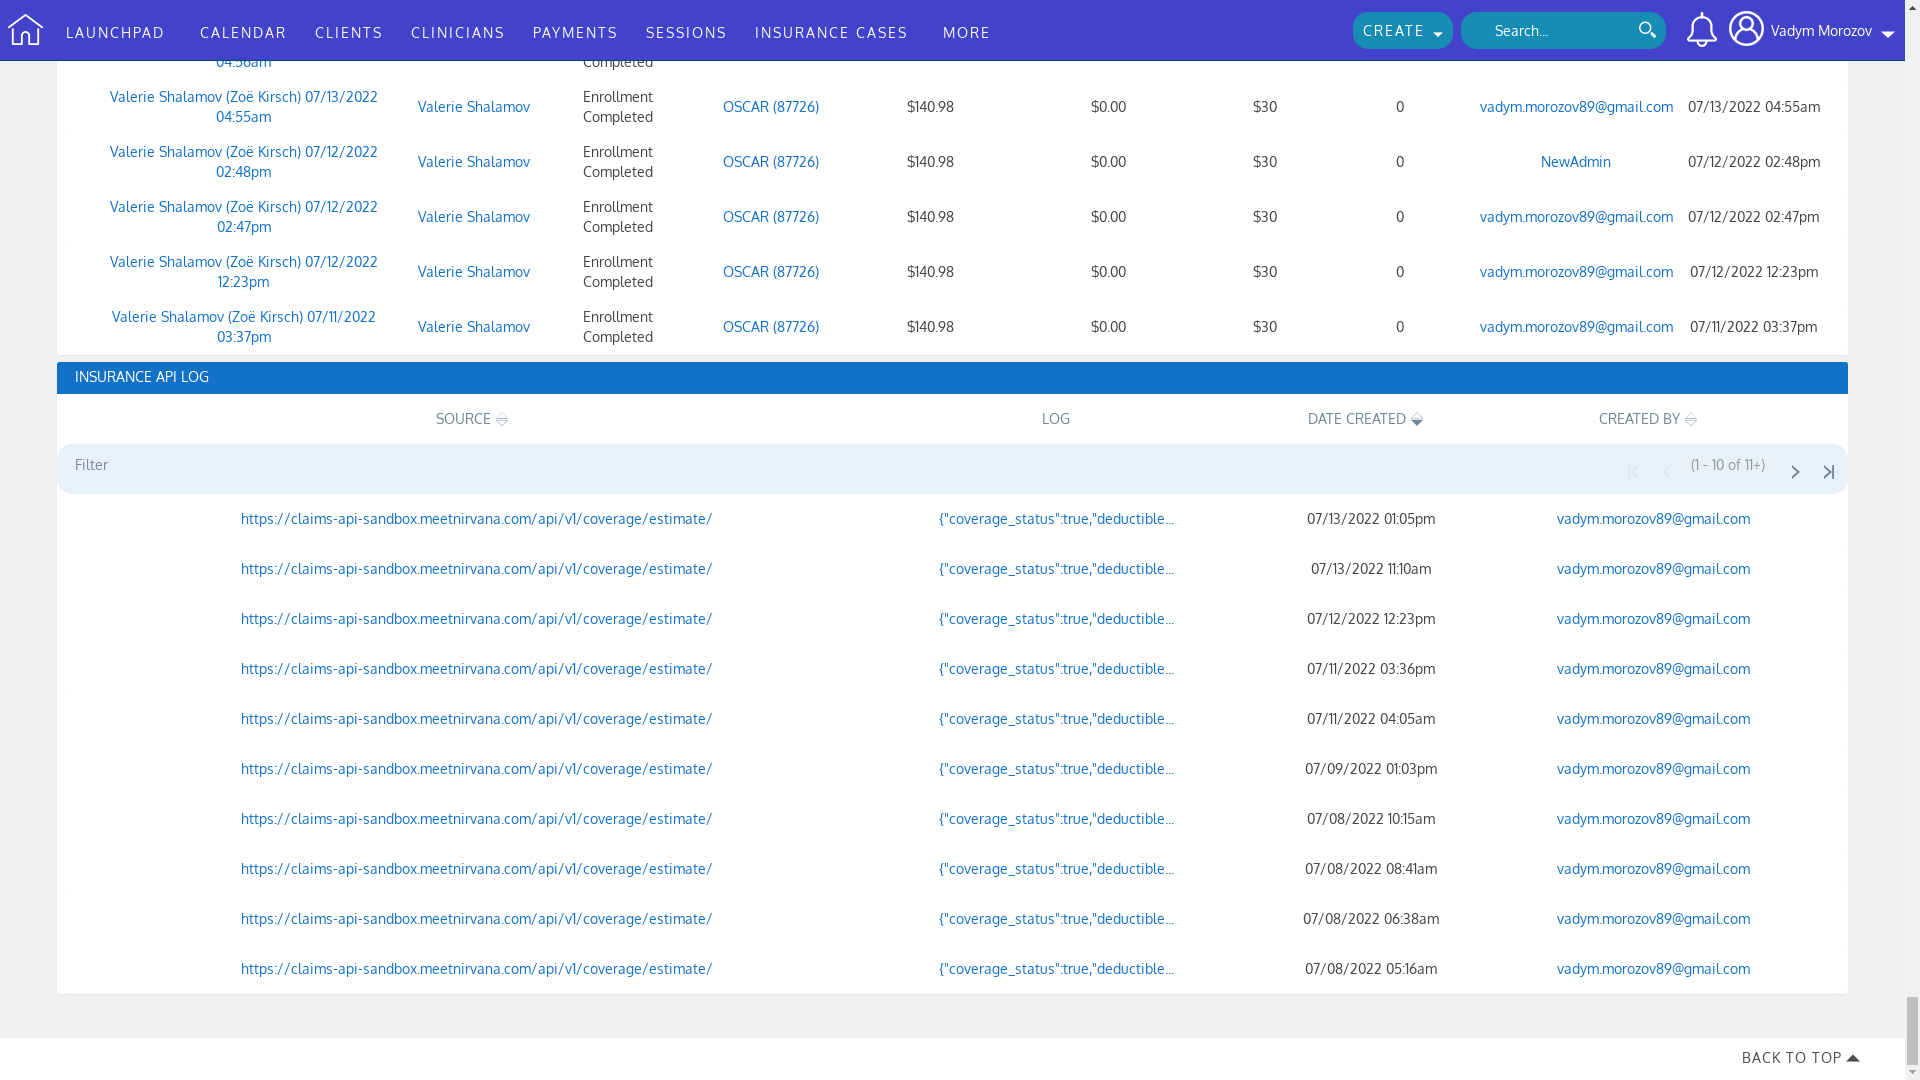 LAUNCHPAD CALENDAR CLIENTS CLINICIANS PAYMENTS SESSIONS INSURANCE CASES MORE CREATE Search... Vadym Morozov
04:56am Completed
Valerie Shalamov (Zoë Kirsch) 07/13/2022 04:55am Valerie Shalamov Enrollment Completed OSCAR (87726) $140.98 $0.00 $30 0 vadym.morozov89@gmail.com 07/13/2022 04:55am
Valerie Shalamov (Zoë Kirsch) 07/12/2022 02:48pm Valerie Shalamov Enrollment Completed OSCAR (87726) $140.98 $0.00 $30 0 NewAdmin 07/12/2022 02:48pm
Valerie Shalamov (Zoë Kirsch) 07/12/2022 02:47pm Valerie Shalamov Enrollment Completed OSCAR (87726) $140.98 $0.00 $30 0 vadym.morozov89@gmail.com 07/12/2022 02:47pm
Valerie Shalamov (Zoë Kirsch) 07/12/2022 12:23pm Valerie Shalamov Enrollment Completed OSCAR (87726) $140.98 $0.00 $30 0 vadym.morozov89@gmail.com 07/12/2022 12:23pm
Valerie Shalamov (Zoë Kirsch) 07/11/2022 03:37pm Valerie Shalamov Enrollment Completed OSCAR (87726) $140.98 $0.00 $30 0 vadym.morozov89@gmail.com 07/11/2022 03:37pm
INSURANCE API LOG
SOURCE LOG DATE CREATED CREATED BY
Filter (1 - 10 of 11+)
https://claims-api-sandbox.meetnirvana.com/api/v1/coverage/estimate/ {"coverage_status":true,"deductible... 07/13/2022 01:05pm vadym.morozov89@gmail.com
https://claims-api-sandbox.meetnirvana.com/api/v1/coverage/estimate/ {"coverage_status":true,"deductible... 07/13/2022 11:10am vadym.morozov89@gmail.com
https://claims-api-sandbox.meetnirvana.com/api/v1/coverage/estimate/ {"coverage_status":true,"deductible... 07/12/2022 12:23pm vadym.morozov89@gmail.com
https://claims-api-sandbox.meetnirvana.com/api/v1/coverage/estimate/ {"coverage_status":true,"deductible... 07/11/2022 03:36pm vadym.morozov89@gmail.com
https://claims-api-sandbox.meetnirvana.com/api/v1/coverage/estimate/ {"coverage_status":true,"deductible... 07/11/2022 04:05am vadym.morozov89@gmail.com
https://claims-api-sandbox.meetnirvana.com/api/v1/coverage/estimate/ {"coverage_status":true,"deductible... 07/09/2022 01:03pm vadym.morozov89@gmail.com
https://claims-api-sandbox.meetnirvana.com/api/v1/coverage/estimate/ {"coverage_status":true,"deductible... 07/08/2022 10:15am vadym.morozov89@gmail.com
https://claims-api-sandbox.meetnirvana.com/api/v1/coverage/estimate/ {"coverage_status":true,"deductible... 07/08/2022 08:41am vadym.morozov89@gmail.com
https://claims-api-sandbox.meetnirvana.com/api/v1/coverage/estimate/ {"coverage_status":true,"deductible... 07/08/2022 06:38am vadym.morozov89@gmail.com
https://claims-api-sandbox.meetnirvana.com/api/v1/coverage/estimate/ {"coverage_status":true,"deductible... 07/08/2022 05:16am vadym.morozov89@gmail.com
BACK TO TOP